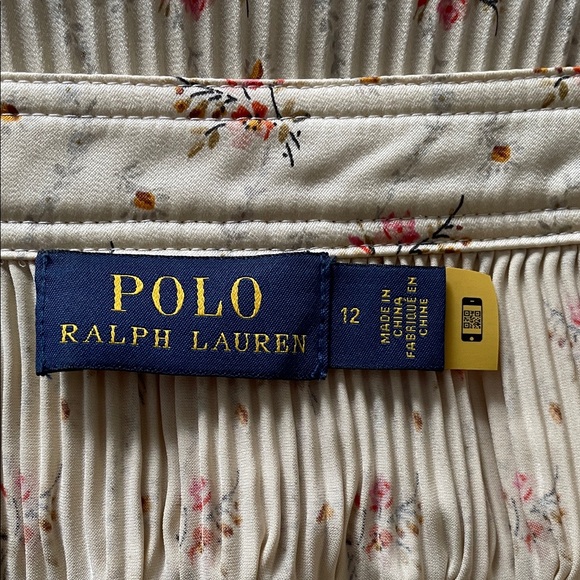 POLO
RALPH LAUREN
12
MADE IN
CHINA
FABRIQUÉ EN
CHINE